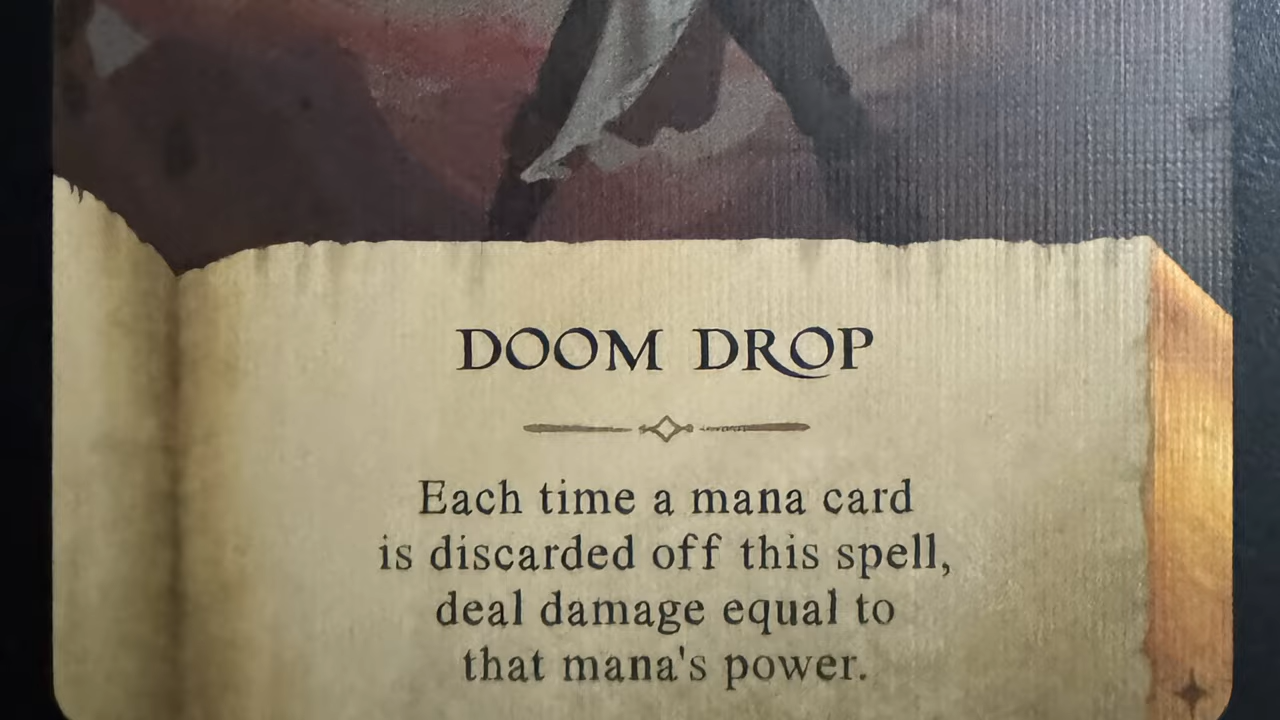 DOOM DROP
Each time a mana card
is discarded off this spell,
deal damage equal to
that mana's power.